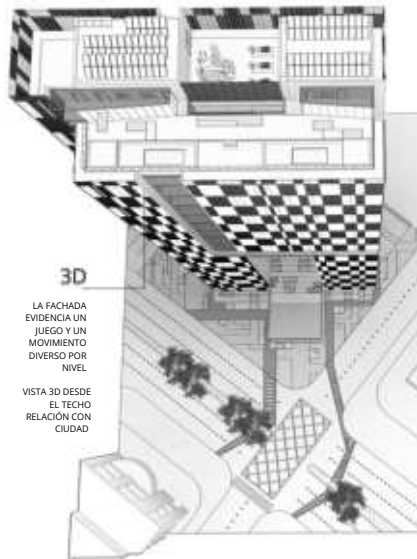 3D
LA FACHADA
EVIDENCIA UN
JUEGO Y UN
MOVIMIENTO
DIVERSO POR
NIVEL
VISTA 3D DESDE
EL TECHO
RELACIÓN CON
CIUDAD